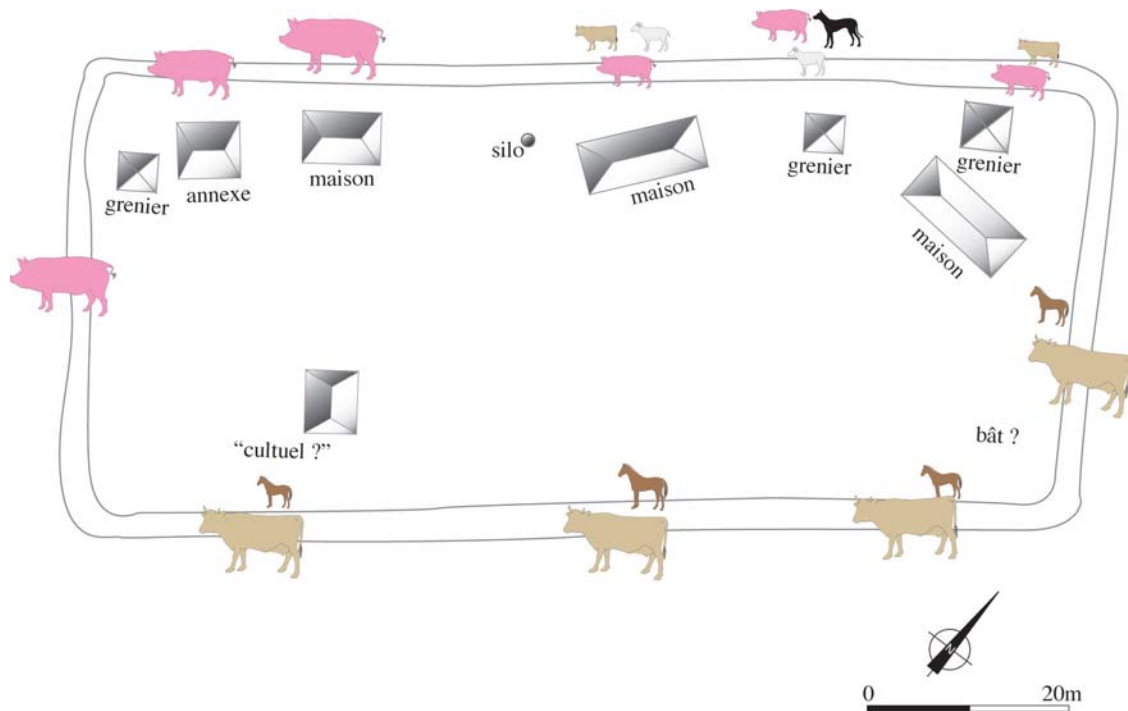 silo
grenier
annexe
maison
maison
grenier
grenier
maison
“cultuel ?”
bât ?
N
0
20m